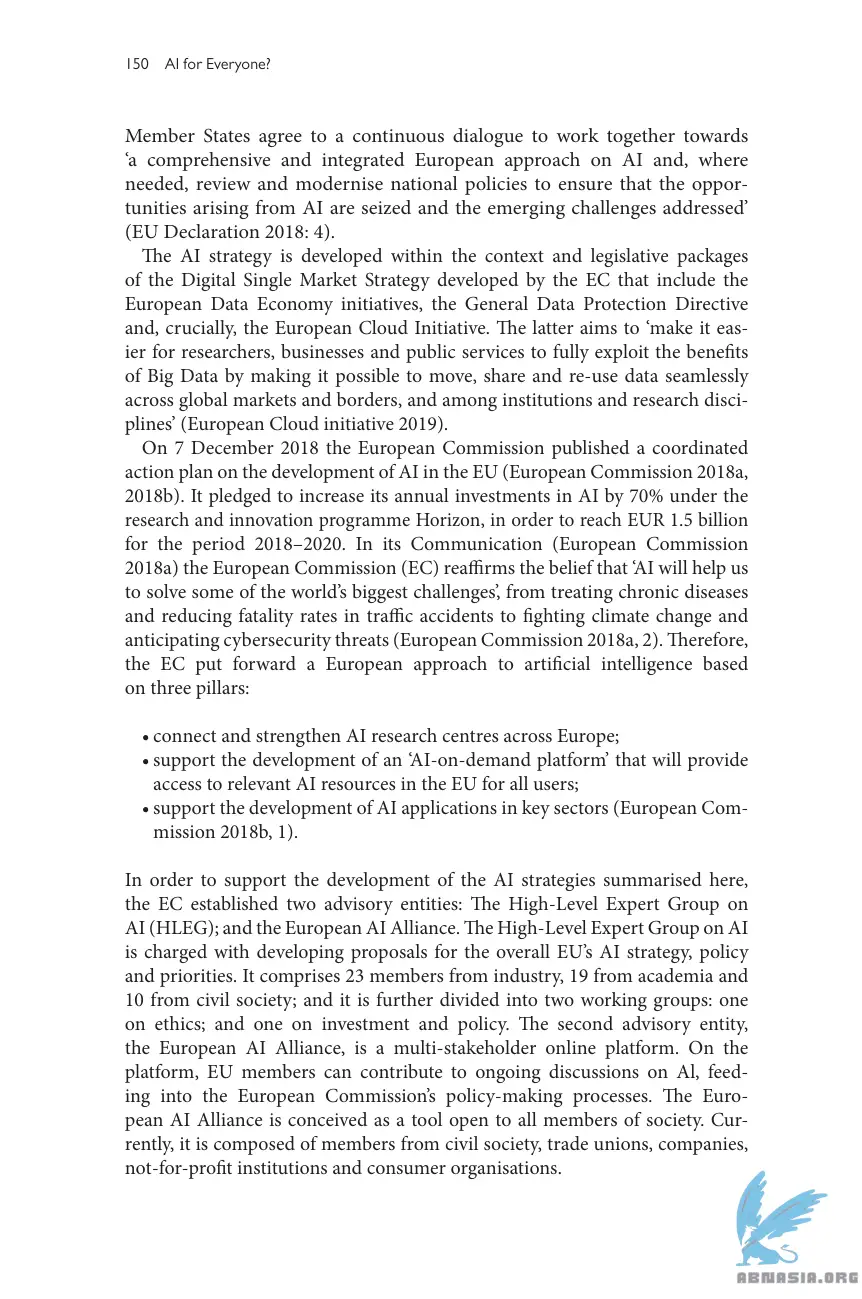 150 AI for Everyone?
Member States agree to a continuous dialogue to work together towards
‘a comprehensive and integrated European approach on AI and, where
needed, review and modernise national policies to ensure that the oppor-
tunities arising from AI are seized and the emerging challenges addressed’
(EU Declaration 2018: 4).
The AI strategy is developed within the context and legislative packages
of the Digital Single Market Strategy developed by the EC that include the
European Data Economy initiatives, the General Data Protection Directive
and, crucially, the European Cloud Initiative. The latter aims to ‘make it eas-
ier for researchers, businesses and public services to fully exploit the benefits
of Big Data by making it possible to move, share and re-use data seamlessly
across global markets and borders, and among institutions and research disci-
plines’ (European Cloud initiative 2019).
On 7 December 2018 the European Commission published a coordinated
action plan on the development of AI in the EU (European Commission 2018a,
2018b). It pledged to increase its annual investments in AI by 70% under the
research and innovation programme Horizon, in order to reach EUR 1.5 billion
for the period 2018–2020. In its Communication (European Commission
2018a) the European Commission (EC) reaffirms the belief that ‘AI will help us
to solve some of the world’s biggest challenges’, from treating chronic diseases
and reducing fatality rates in traffic accidents to fighting climate change and
anticipating cybersecurity threats (European Commission 2018a, 2). Therefore,
the EC put forward a European approach to artificial intelligence based
on three pillars:
• connect and strengthen AI research centres across Europe;
• support the development of an ‘AI-on-demand platform’ that will provide
access to relevant AI resources in the EU for all users;
• support the development of AI applications in key sectors (European Com-
mission 2018b, 1).
In order to support the development of the AI strategies summarised here,
the EC established two advisory entities: The High-Level Expert Group on
AI (HLEG); and the European AI Alliance. The High-Level Expert Group on AI
is charged with developing proposals for the overall EU’s AI strategy, policy
and priorities. It comprises 23 members from industry, 19 from academia and
10 from civil society; and it is further divided into two working groups: one
on ethics; and one on investment and policy. The second advisory entity,
the European AI Alliance, is a multi-stakeholder online platform. On the
platform, EU members can contribute to ongoing discussions on Al, feed-
ing into the European Commission’s policy-making processes. The Euro-
pean AI Alliance is conceived as a tool open to all members of society. Cur-
rently, it is composed of members from civil society, trade unions, companies,
not-for-profit institutions and consumer organisations.
ABNASIA.ORG